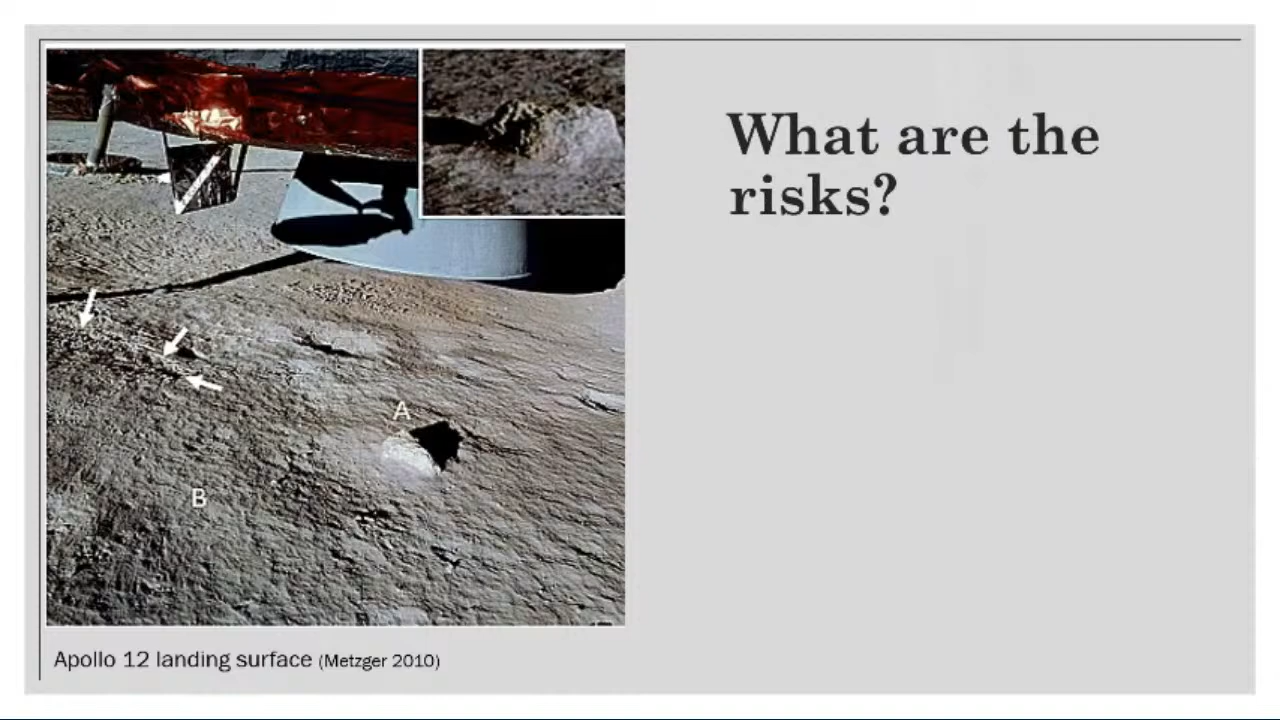 What are the
risks?
A
B
Apollo 12 landing surface (Metzger 2010)